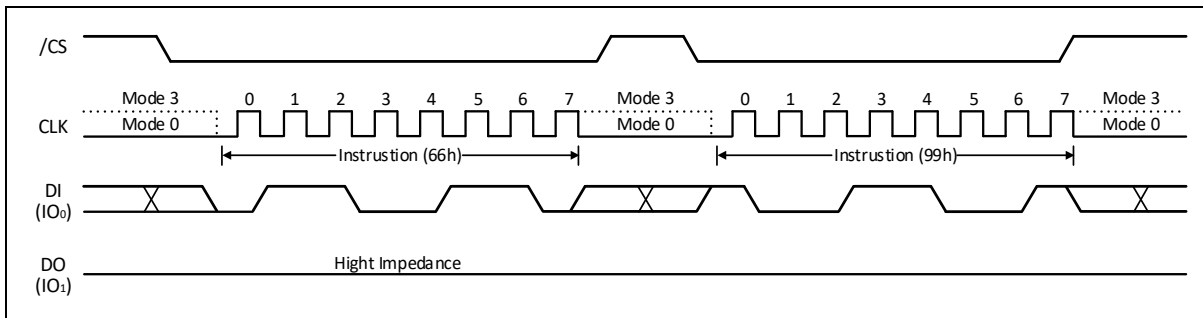 /CS
Mode 3 0 1 2 3 4 5 6 7 Mode 3 0 1 2 3 4 5 6 7 Mode 3
CLK Mode 0 Mode 0 Mode 0
Instrustion (66h) Instrustion (99h)
DI
(IO₀)
DO Hight Impedance
(IO₁)